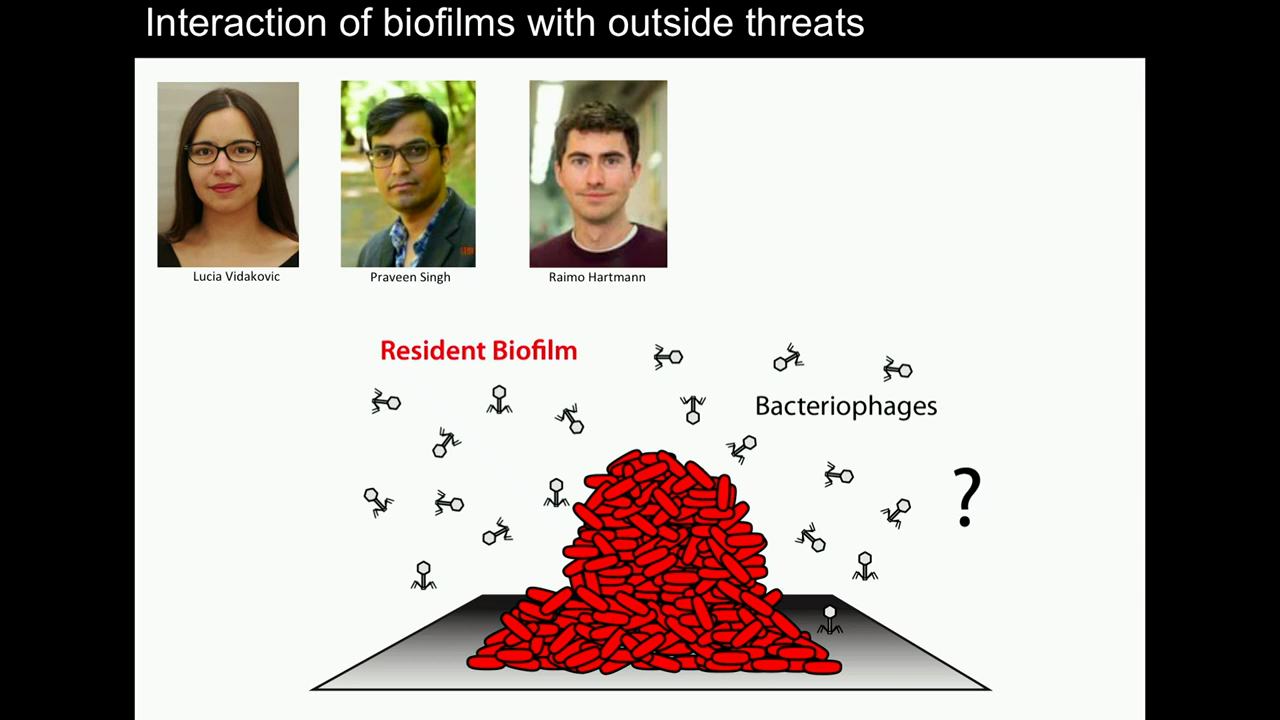 Interaction of biofilms with outside threats
Lucia Vidakovic
Praveen Singh
Raimo Hartmann
Resident Biofilm
Bacteriophages
?